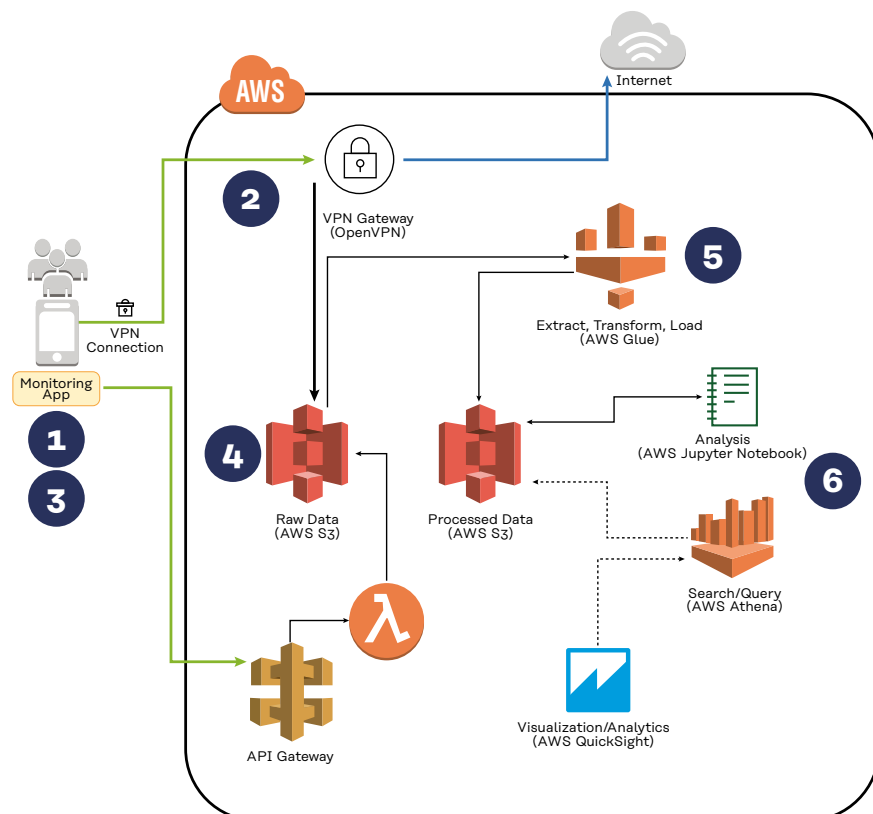 Internet
AWS
2
VPN Gateway
(OpenVPN)
5
Extract, Transform, Load
(AWS Glue)
VPN
Connection
Monitoring
App
1
3
4
Raw Data
(AWS S3)
Processed Data
(AWS S3)
Analysis
(AWS Jupyter Notebook)
6
Search/Query
(AWS Athena)
λ
Visualization/Analytics
(AWS QuickSight)
API Gateway